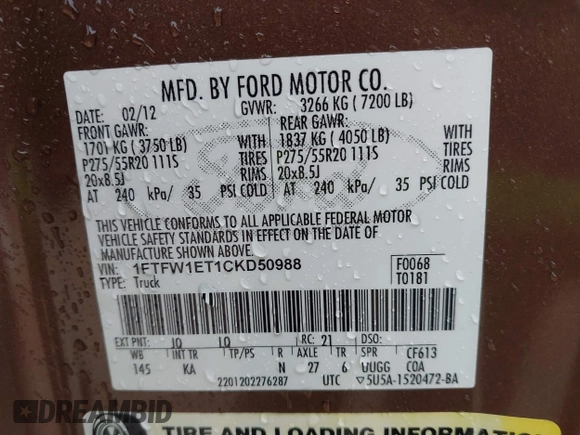 MFD. BY FORD MOTOR CO.
DATE: 02/12 GVWR: 3266 KG ( 7200 LB)
FRONT GAWR: REAR GAWR:
1701 KG ( 3750 LB) WITH 1837 KG ( 4050 LB) WITH
P275/55R20 111S TIRES P275/55R20 111S TIRES
20x8.5J RIMS 20x8.5J RIMS
AT 240 kPa/ 35 PSI COLD AT 240 kPa/ 35 PSI COLD
THIS VEHICLE CONFORMS TO ALL APPLICABLE FEDERAL MOTOR
VEHICLE SAFETY STANDARDS IN EFFECT ON THE DATE OF
MANUFACTURE SHOWN ABOVE.
VIN: 1FTFW1ET1CKD50988 F0068
TYPE: Truck T0181
EXT PNT: JQ JQ RC: 21 DSO:
WB INT TR TP/PS R AXLE TR SPR CF613
145 KA N 27 6 UUGG COA
2201202276287 UTC 5U5A-1520472-BA
DREAMBID
TIRE AND LOADING INFORMATION